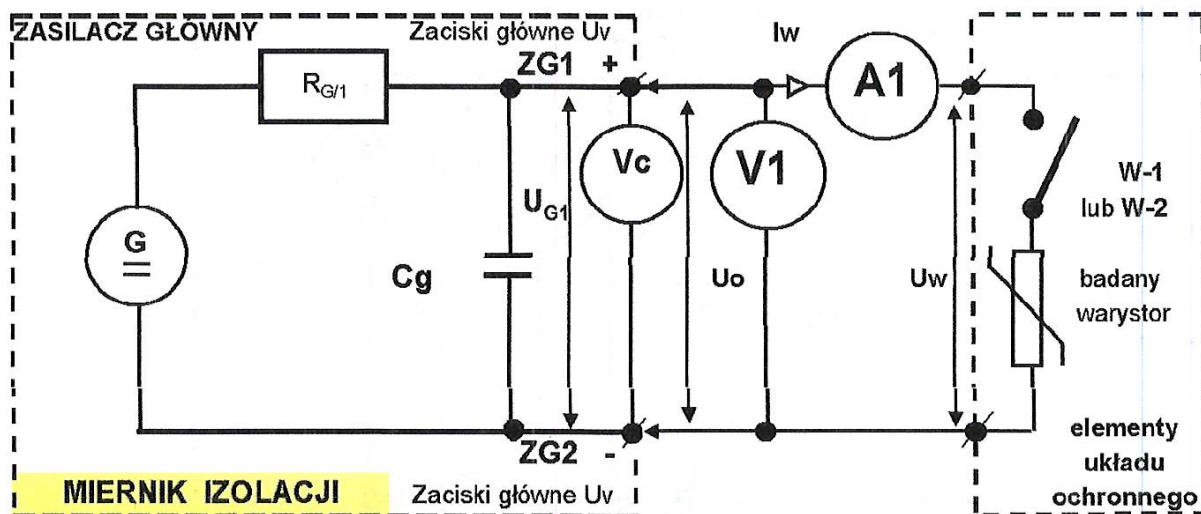 ZASILACZ GŁÓWNY
Zaciski główne Uv
ZG1 +
Iw
RG/1
A1
Vc
V1
UG1
G
Cg
Uo
Uw
W-1
lub W-2
badany
warystor
ZG2 -
elementy
układu
ochronnego
MIERNIK IZOLACJI
Zaciski główne Uv